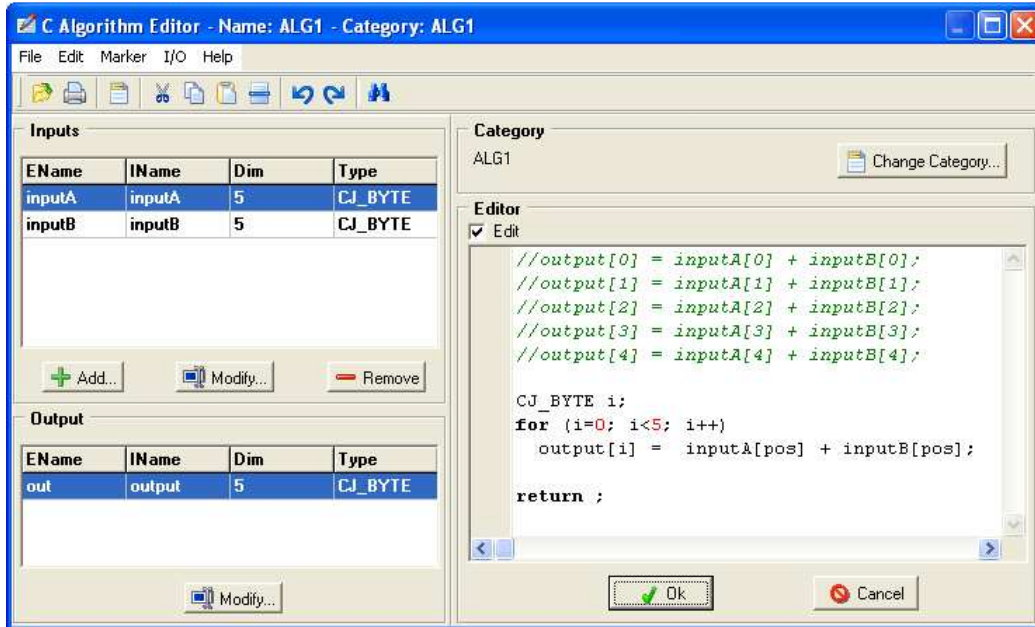 C Algorithm Editor - Name: ALG1 - Category: ALG1
File Edit Marker I/O Help
Inputs
EName IName Dim Type
inputA inputA 5 CJ_BYTE
inputB inputB 5 CJ_BYTE
Add... Modify... Remove
Output
EName IName Dim Type
out output 5 CJ_BYTE
Modify...
Category
ALG1 Change Category...
Editor
Edit
//output[0] = inputA[0] + inputB[0];
//output[1] = inputA[1] + inputB[1];
//output[2] = inputA[2] + inputB[2];
//output[3] = inputA[3] + inputB[3];
//output[4] = inputA[4] + inputB[4];
CJ_BYTE i;
for (i=0; i<5; i++)
output[i] = inputA[pos] + inputB[pos];
return ;
Ok Cancel